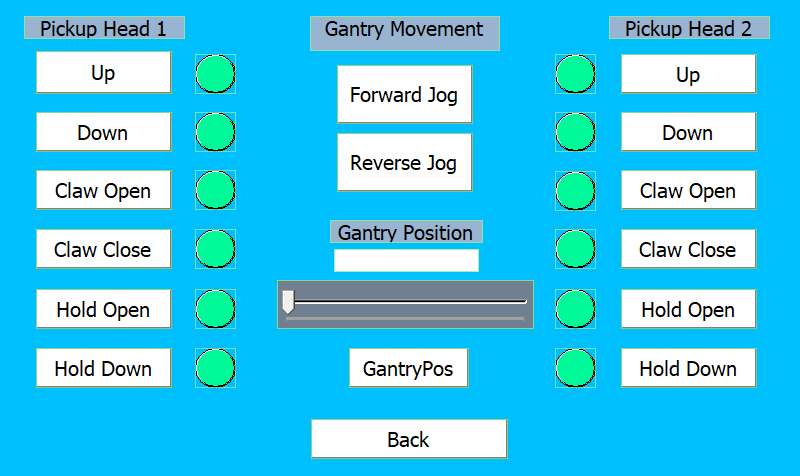 Pickup Head 1
Gantry Movement
Pickup Head 2
Up
Down
Claw Open
Claw Close
Hold Open
Hold Down
Forward Jog
Reverse Jog
Gantry Position
GantryPos
Back
Up
Down
Claw Open
Claw Close
Hold Open
Hold Down